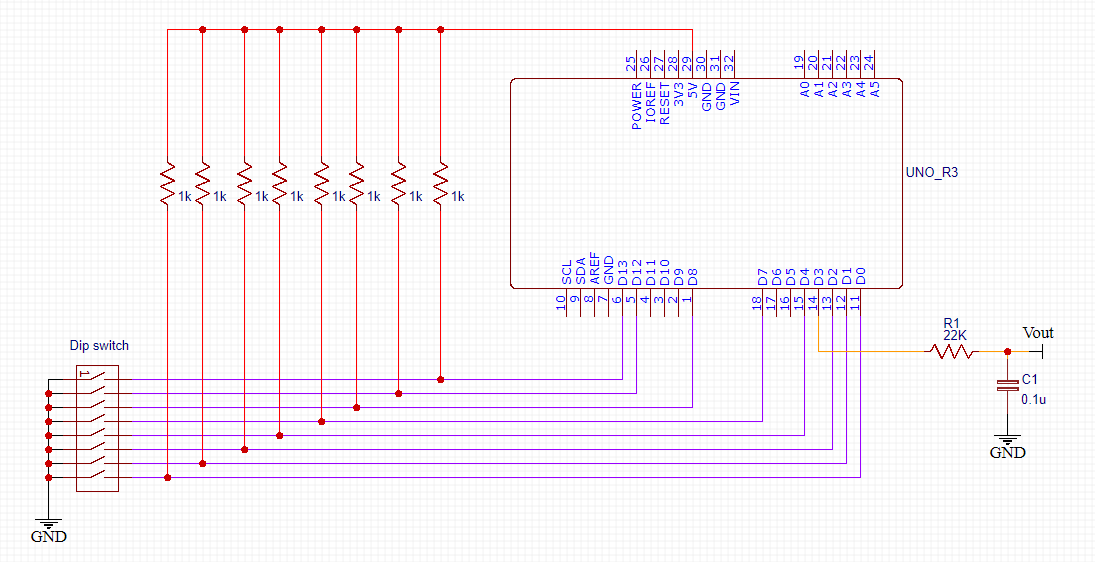 25
26
27
28
29
30
31
32
19
20
21
22
23
24
POWER
IOREF
RESET
3V3
5V
GND
GND
VIN
A0
A1
A2
A3
A4
A5
UNO_R3
1k
1k
1k
1k
1k
1k
1k
1k
SCL
SDA
AREF
GND
D13
D12
D11
D10
D9
D8
D7
D6
D5
D4
D3
D2
D1
D0
10
9
8
7
6
5
4
3
2
1
18
17
16
15
14
13
12
11
R1
22K
Vout
C1
0.1u
GND
Dip switch
1
GND